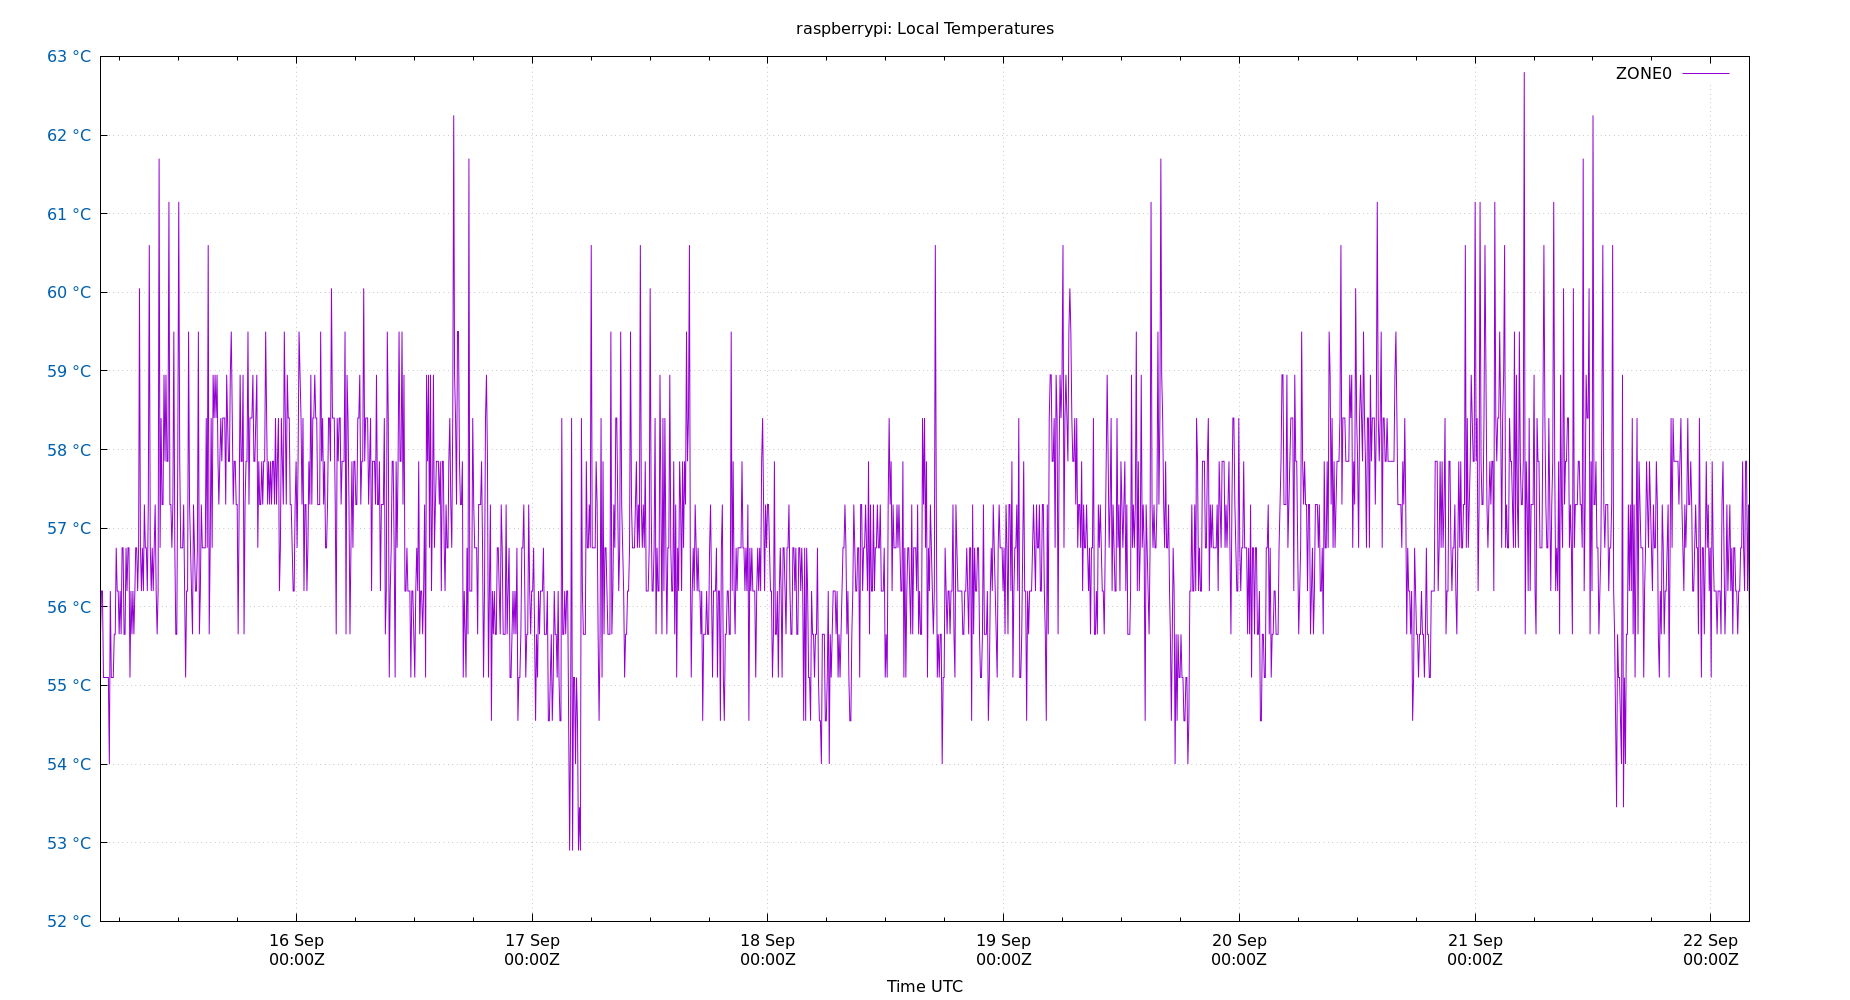 raspberrypi: Local Temperatures
63 °C
ZONE0
62 °C
61 °C
60 °C
59 °C
58 °C
57 °C
56 °C
55 °C
54 °C
53 °C
52 °C
16 Sep 17 Sep 18 Sep 19 Sep 20 Sep 21 Sep 22 Sep
00:00Z 00:00Z 00:00Z 00:00Z 00:00Z 00:00Z 00:00Z
Time UTC